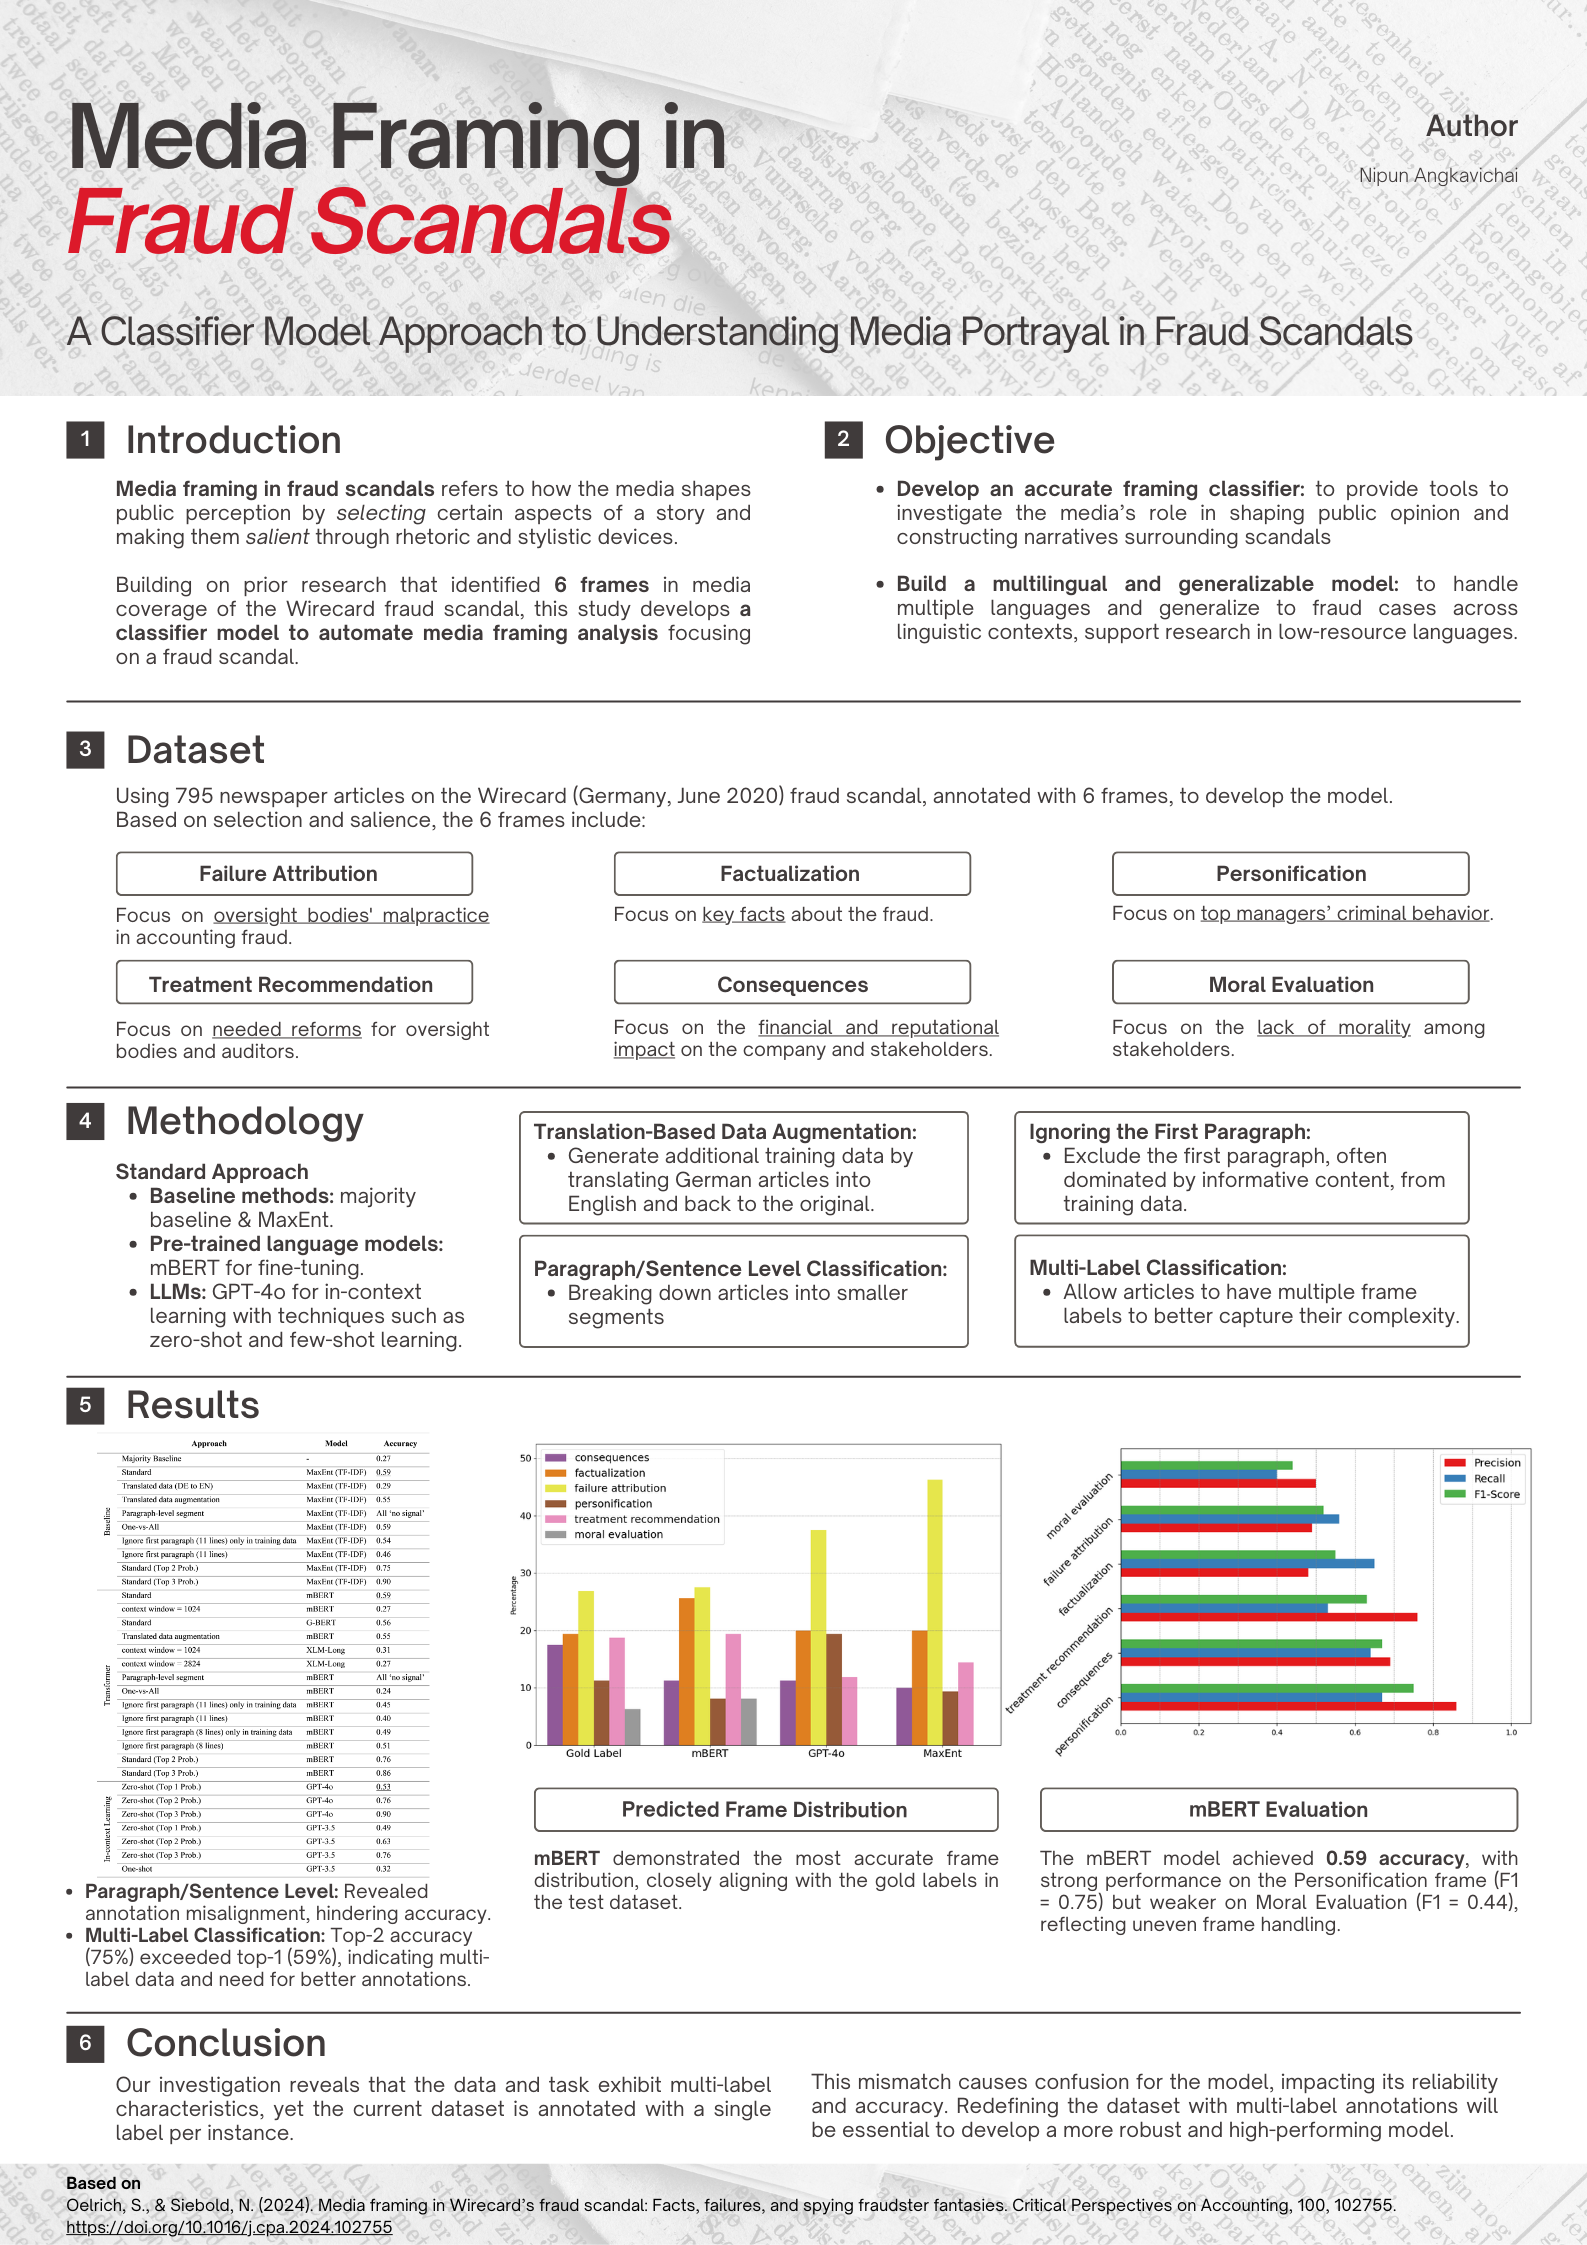 Media Framing in
Fraud Scandals
Author
Nipun Angkavichai
A Classifier Model Approach to Understanding Media Portrayal in Fraud Scandals
1 Introduction
Media framing in fraud scandals refers to how the media shapes
public perception by selecting certain aspects of a story and
making them salient through rhetoric and stylistic devices.
Building on prior research that identified 6 frames in media
coverage of the Wirecard fraud scandal, this study develops a
classifier model to automate media framing analysis focusing
on a fraud scandal.
2 Objective
• Develop an accurate framing classifier: to provide tools to
investigate the media's role in shaping public opinion and
constructing narratives surrounding scandals
• Build a multilingual and generalizable model: to handle
multiple languages and generalize to fraud cases across
linguistic contexts, support research in low-resource languages.
3 Dataset
Using 795 newspaper articles on the Wirecard (Germany, June 2020) fraud scandal, annotated with 6 frames, to develop the model.
Based on selection and salience, the 6 frames include:
Failure Attribution
Focus on oversight bodies' malpractice
in accounting fraud.
Factualization
Focus on key facts about the fraud.
Personification
Focus on top managers' criminal behavior.
Treatment Recommendation
Focus on needed reforms for oversight
bodies and auditors.
Consequences
Focus on the financial and reputational
impact on the company and stakeholders.
Moral Evaluation
Focus on the lack of morality among
stakeholders.
4 Methodology
Standard Approach
• Baseline methods: majority
baseline & MaxEnt.
• Pre-trained language models:
mBERT for fine-tuning.
• LLMs: GPT-4o for in-context
learning with techniques such as
zero-shot and few-shot learning.
Translation-Based Data Augmentation:
• Generate additional training data by
translating German articles into
English and back to the original.
Ignoring the First Paragraph:
• Exclude the first paragraph, often
dominated by informative content, from
training data.
Paragraph/Sentence Level Classification:
• Breaking down articles into smaller
segments
Multi-Label Classification:
• Allow articles to have multiple frame
labels to better capture their complexity.
5 Results
Approach Model Accuracy
Baseline
Majority Baseline - 0.27
Standard MaxEnt (TF-IDF) 0.59
Translated data (DE to EN) MaxEnt (TF-IDF) 0.29
Translated data augmentation MaxEnt (TF-IDF) 0.55
Paragraph-level segment MaxEnt (TF-IDF) All 'no signal'
One-vs-All MaxEnt (TF-IDF) 0.59
Ignore first paragraph (11 lines) only in training data MaxEnt (TF-IDF) 0.54
Ignore first paragraph (11 lines) MaxEnt (TF-IDF) 0.46
Standard (Top 2 Prob.) MaxEnt (TF-IDF) 0.75
Standard (Top 3 Prob.) MaxEnt (TF-IDF) 0.90
Transformer
Standard mBERT 0.59
context window = 1024 mBERT 0.27
Standard G-BERT 0.56
Translated data augmentation mBERT 0.55
context window = 1024 XLM-Long 0.31
context window = 2824 XLM-Long 0.27
Paragraph-level segment mBERT All 'no signal'
One-vs-All mBERT 0.24
Ignore first paragraph (11 lines) only in training data mBERT 0.45
Ignore first paragraph (11 lines) mBERT 0.40
Ignore first paragraph (8 lines) only in training data mBERT 0.49
Ignore first paragraph (8 lines) mBERT 0.51
Standard (Top 2 Prob.) mBERT 0.76
Standard (Top 3 Prob.) mBERT 0.86
In-context Learning
Zero-shot (Top 1 Prob.) GPT-4o 0.53
Zero-shot (Top 2 Prob.) GPT-4o 0.76
Zero-shot (Top 3 Prob.) GPT-4o 0.90
Zero-shot (Top 1 Prob.) GPT-3.5 0.49
Zero-shot (Top 2 Prob.) GPT-3.5 0.63
Zero-shot (Top 3 Prob.) GPT-3.5 0.76
One-shot GPT-3.5 0.32
• Paragraph/Sentence Level: Revealed
annotation misalignment, hindering accuracy.
• Multi-Label Classification: Top-2 accuracy
(75%) exceeded top-1 (59%), indicating multi-
label data and need for better annotations.
consequences
factualization
failure attribution
personification
treatment recommendation
moral evaluation
Percentage
50
40
30
20
10
0
Gold Label mBERT GPT-4o MaxEnt
Predicted Frame Distribution
mBERT demonstrated the most accurate frame
distribution, closely aligning with the gold labels in
the test dataset.
Precision
Recall
F1-Score
moral evaluation
failure attribution
factualization
treatment recommendation
consequences
personification
0.0 0.2 0.4 0.6 0.8 1.0
mBERT Evaluation
The mBERT model achieved 0.59 accuracy, with
strong performance on the Personification frame (F1
= 0.75) but weaker on Moral Evaluation (F1 = 0.44),
reflecting uneven frame handling.
6 Conclusion
Our investigation reveals that the data and task exhibit multi-label
characteristics, yet the current dataset is annotated with a single
label per instance.
This mismatch causes confusion for the model, impacting its reliability
and accuracy. Redefining the dataset with multi-label annotations will
be essential to develop a more robust and high-performing model.
Based on
Oelrich, S., & Siebold, N. (2024). Media framing in Wirecard's fraud scandal: Facts, failures, and spying fraudster fantasies. Critical Perspectives on Accounting, 100, 102755.
https://doi.org/10.1016/j.cpa.2024.102755